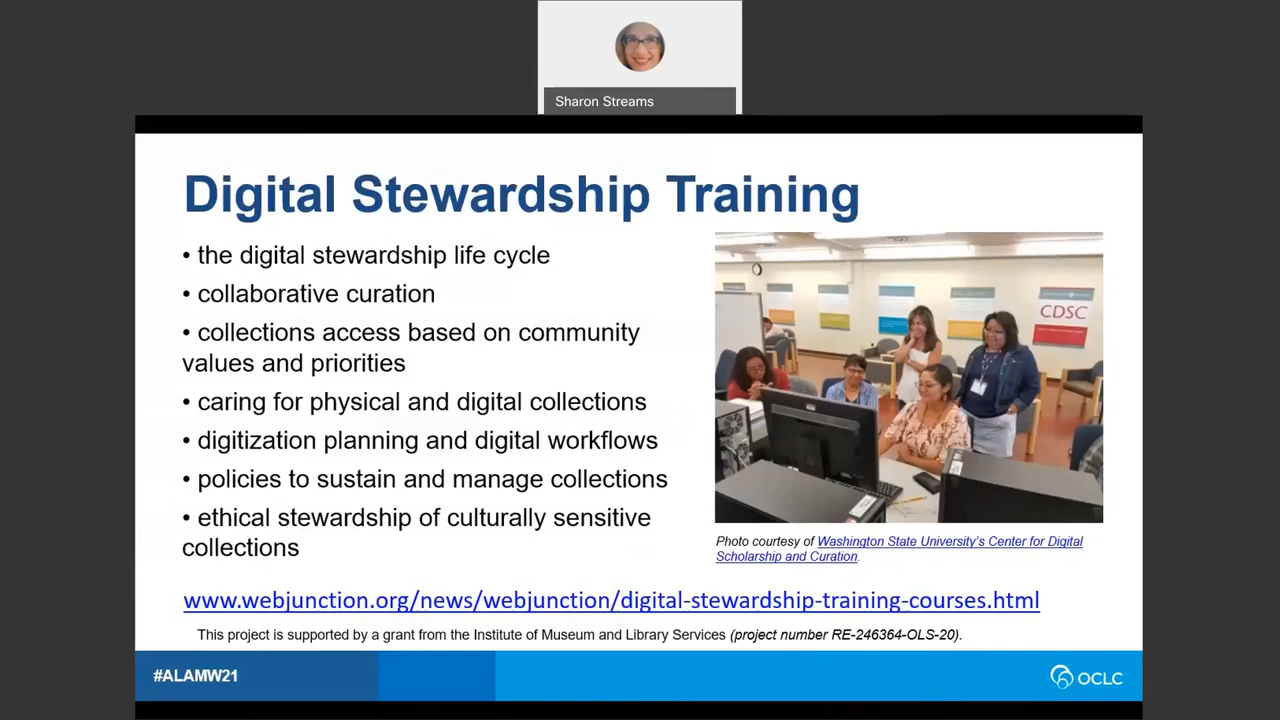 Sharon Streams
Digital Stewardship Training
• the digital stewardship life cycle
• collaborative curation
• collections access based on community
values and priorities
• caring for physical and digital collections
• digitization planning and digital workflows
• policies to sustain and manage collections
• ethical stewardship of culturally sensitive
collections
CDSC
Photo courtesy of Washington State University's Center for Digital
Scholarship and Curation.
www.webjunction.org/news/webjunction/digital-stewardship-training-courses.html
This project is supported by a grant from the Institute of Museum and Library Services (project number RE-246364-OLS-20).
#ALAMW21
OCLC